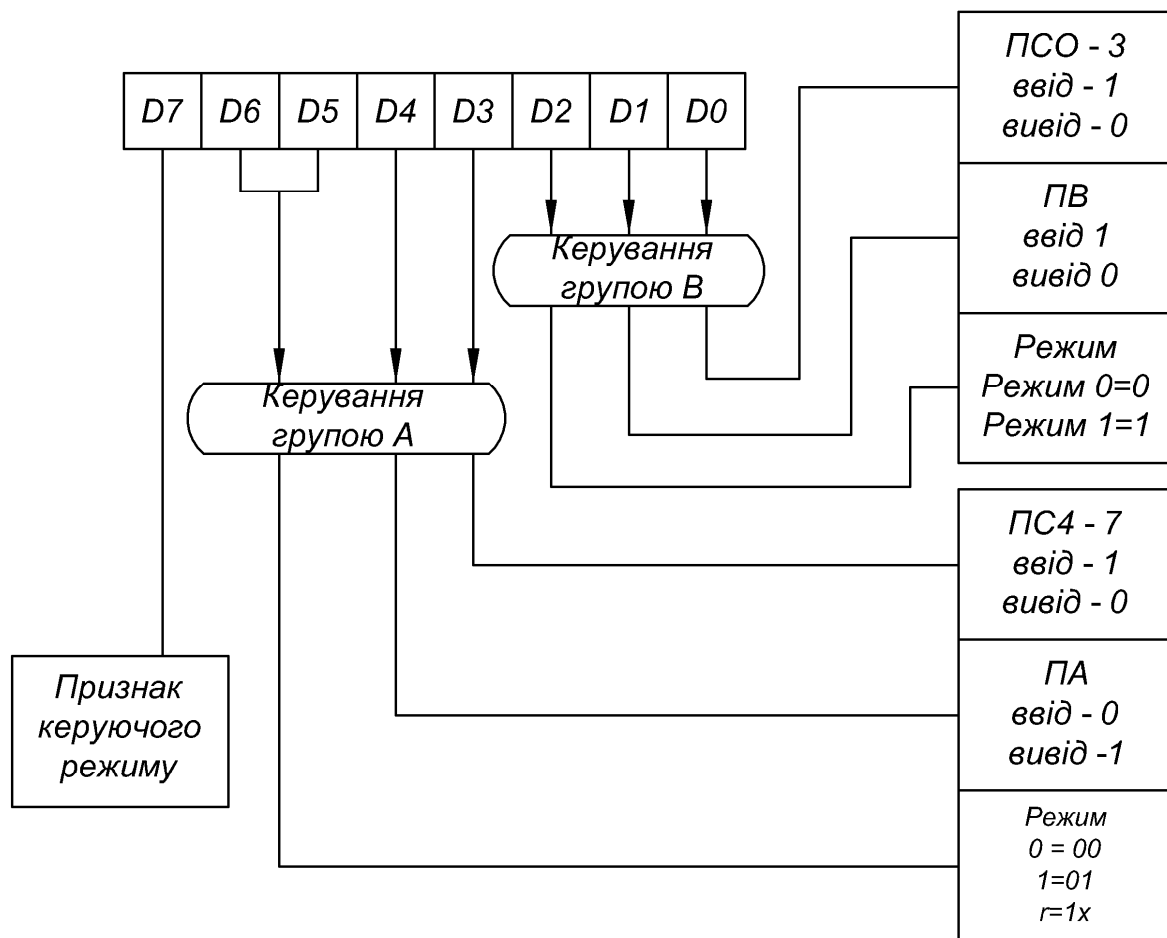 D7 D6 D5 D4 D3 D2 D1 D0
ПСО - 3
ввід - 1
вивід - 0
ПВ
ввід 1
вивід 0
Режим
Режим 0=0
Режим 1=1
Керування
групою В
Керування
групою А
ПС4 - 7
ввід - 1
вивід - 0
ПА
ввід - 0
вивід -1
Режим
0 = 00
1=01
r=1x
Признак
керуючого
режиму